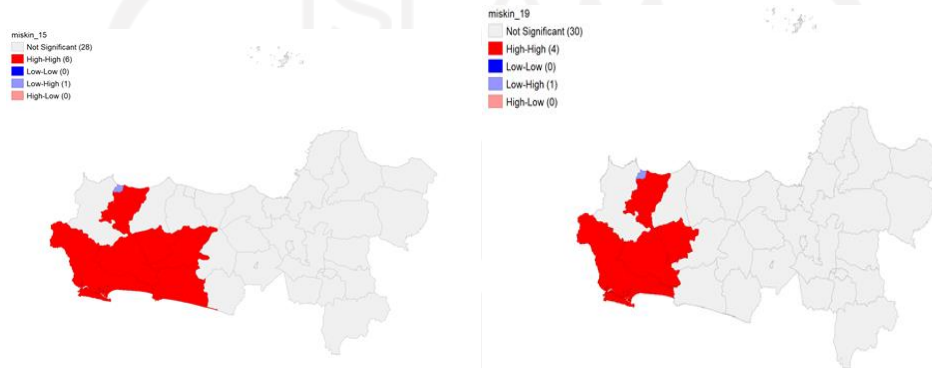 miskin_15
Not Significant (28)
High-High (6)
Low-Low (0)
Low-High (1)
High-Low (0)
miskin_19
Not Significant (30)
High-High (4)
Low-Low (0)
Low-High (1)
High-Low (0)